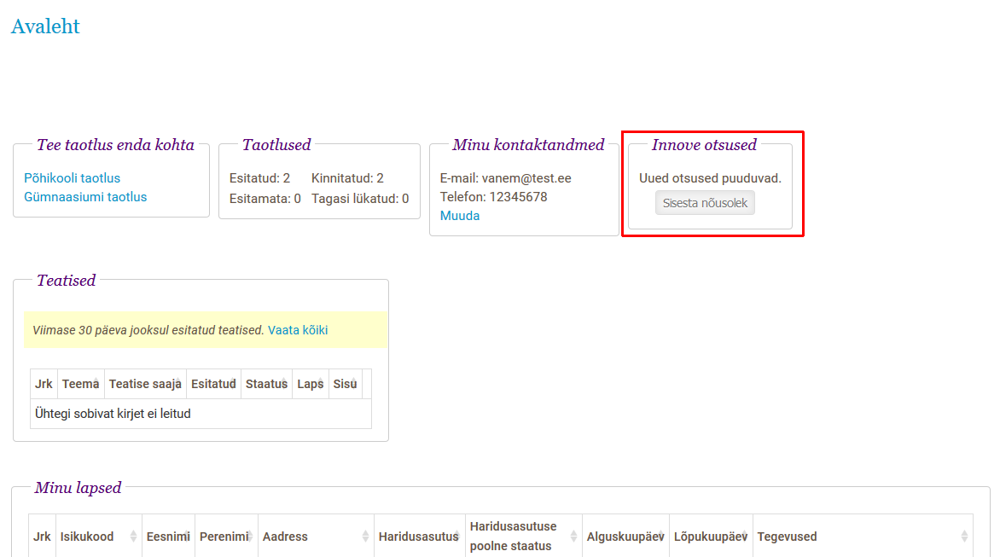 Avaleht
Tee taotlus enda kohta
Põhikooli taotlus
Gümnaasiumi taotlus
Taotlused
Esitatud: 2 Kinnitatud: 2
Esitamata: 0 Tagasi lükatud: 0
Minu kontaktandmed
E-mail: vanem@test.ee
Telefon: 12345678
Muuda
Innove otsused
Uued otsused puuduvad.
Sisesta nõusolek
Teatised
Viimase 30 päeva jooksul esitatud teatised. Vaata kõiki
Jrk Teema Teatise saaja Esitatud Staatus Laps Sisu
Ühtegi sobivat kirjet ei leitud
Minu lapsed
Jrk Isikukood Eesnimi Perenimi Aadress Haridusasutus Haridusasutuse poolne staatus Alguskuupäev Lõpukuupäev Tegevused